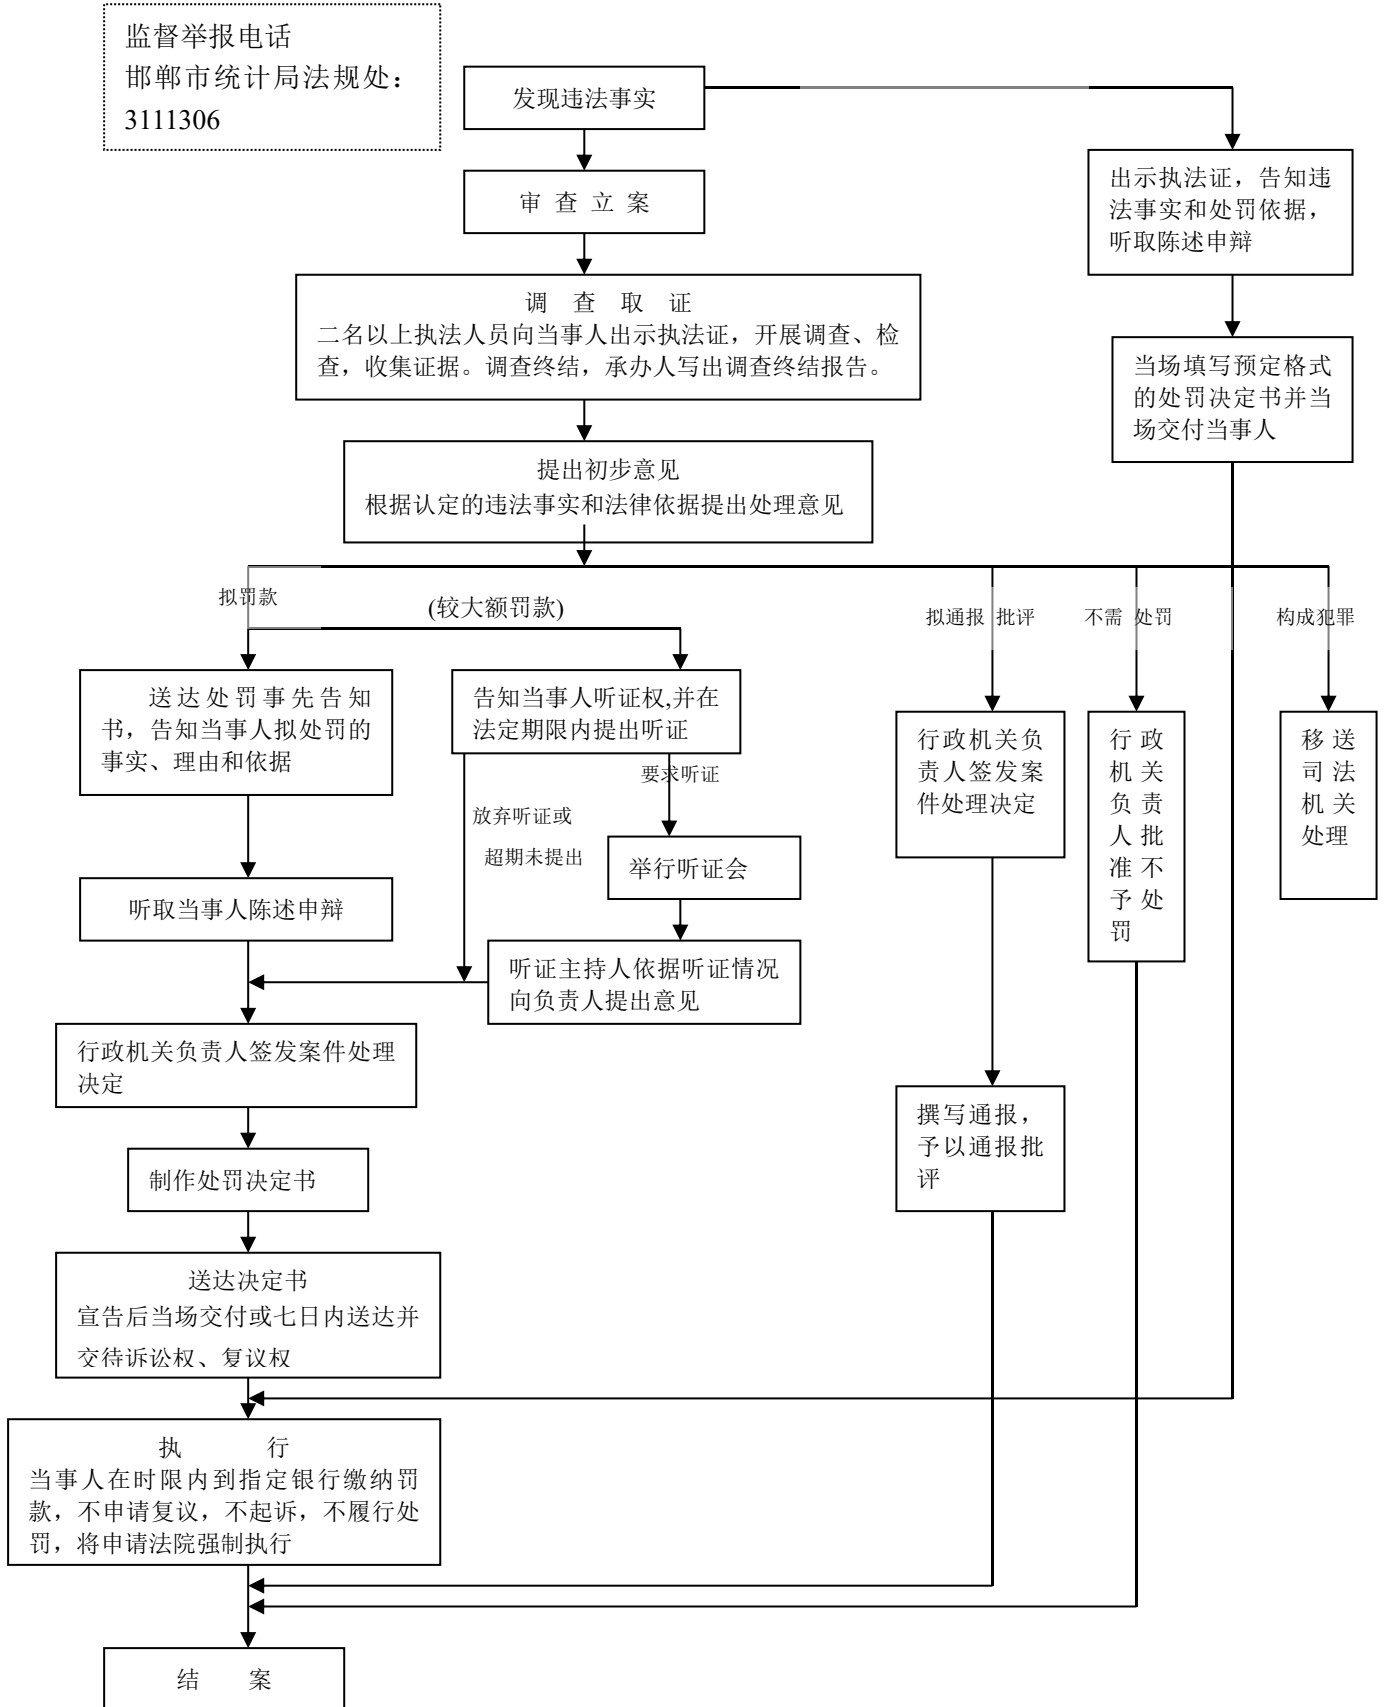 监督举报电话
邯郸市统计局法规处：
3111306
发现违法事实
审查立案
出示执法证，告知违
法事实和处罚依据，
听取陈述申辩
调查取证
二名以上执法人员向当事人出示执法证，开展调查、检
查，收集证据。调查终结，承办人写出调查终结报告。
当场填写预定格式
的处罚决定书并当
场交付当事人
提出初步意见
根据认定的违法事实和法律依据提出处理意见
拟罚款
(较大额罚款)
拟通报 批评
不需 处罚
构成犯罪
送达处罚事先告知
书，告知当事人拟处罚的
事实、理由和依据
告知当事人听证权,并在
法定期限内提出听证
要求听证
放弃听证或
超期未提出
举行听证会
行政机关负
责人签发案
件处理决定
行政
机关
负责
人批
准不
予处
罚
移送
司法
机关
处理
听取当事人陈述申辩
听证主持人依据听证情况
向负责人提出意见
行政机关负责人签发案件处理
决定
撰写通报，
予以通报批
评
制作处罚决定书
送达决定书
宣告后当场交付或七日内送达并
交待诉讼权、复议权
执行
当事人在时限内到指定银行缴纳罚
款，不申请复议，不起诉，不履行处
罚，将申请法院强制执行
结案